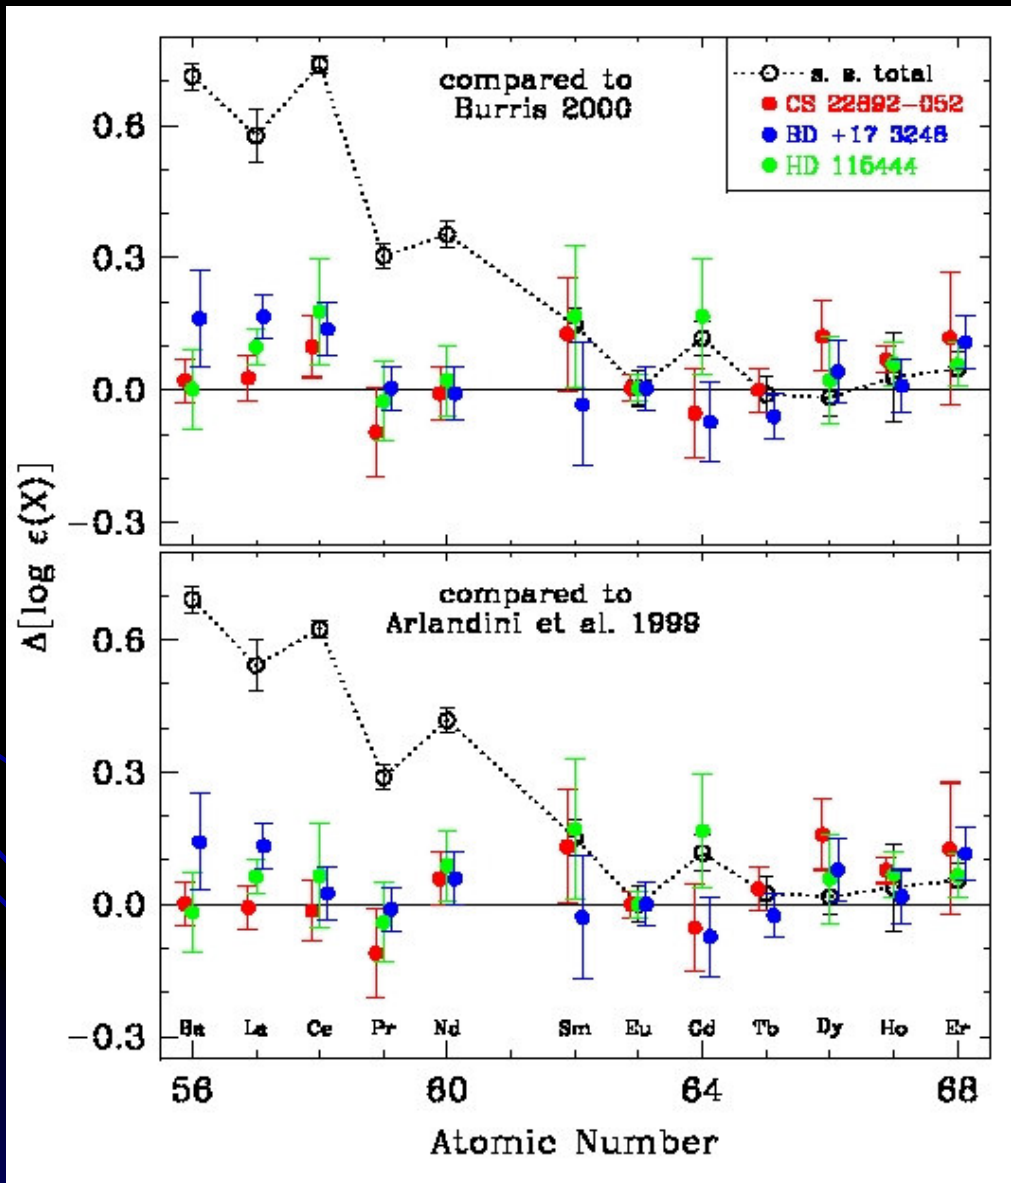 compared to
Burris 2000
s. s. total
CS 22892-052
BD +17 3248
HD 115444
0.6
0.3
0.0
−0.3
Δ[log ϵ(X)]
compared to
Arlandini et al. 1999
0.6
0.3
0.0
−0.3
Ba La Ce Pr Nd Sm Eu Gd Tb Dy Ho Er
56 60 64 68
Atomic Number